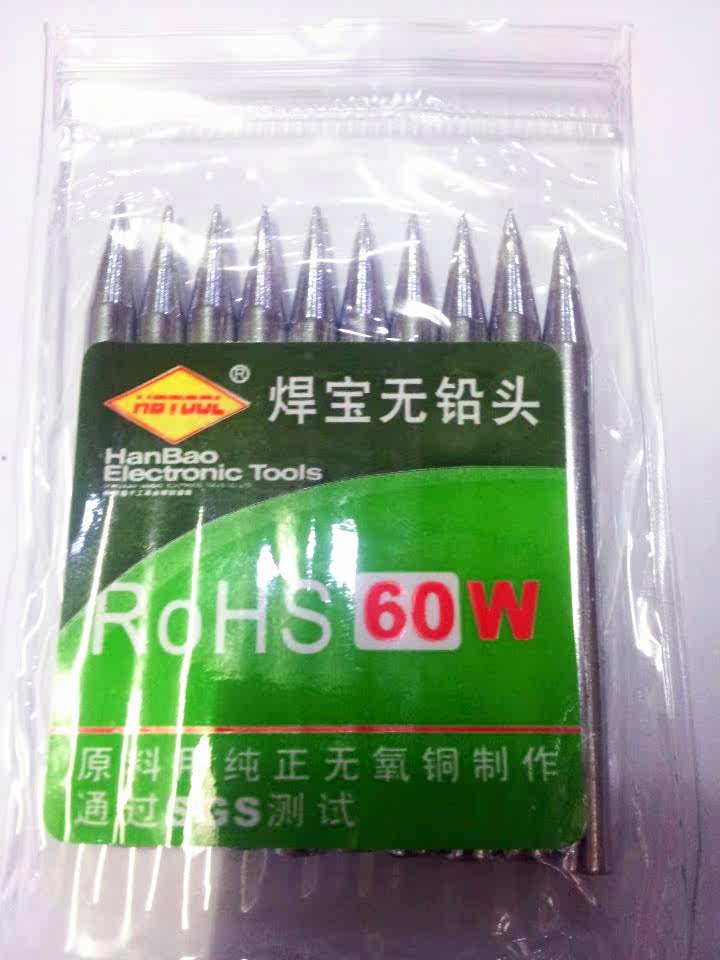 HBTOOL ®
焊宝无铅头
HanBao
Electronic Tools
RoHS 60W
原料用纯正无氧铜制作
通过SGS测试